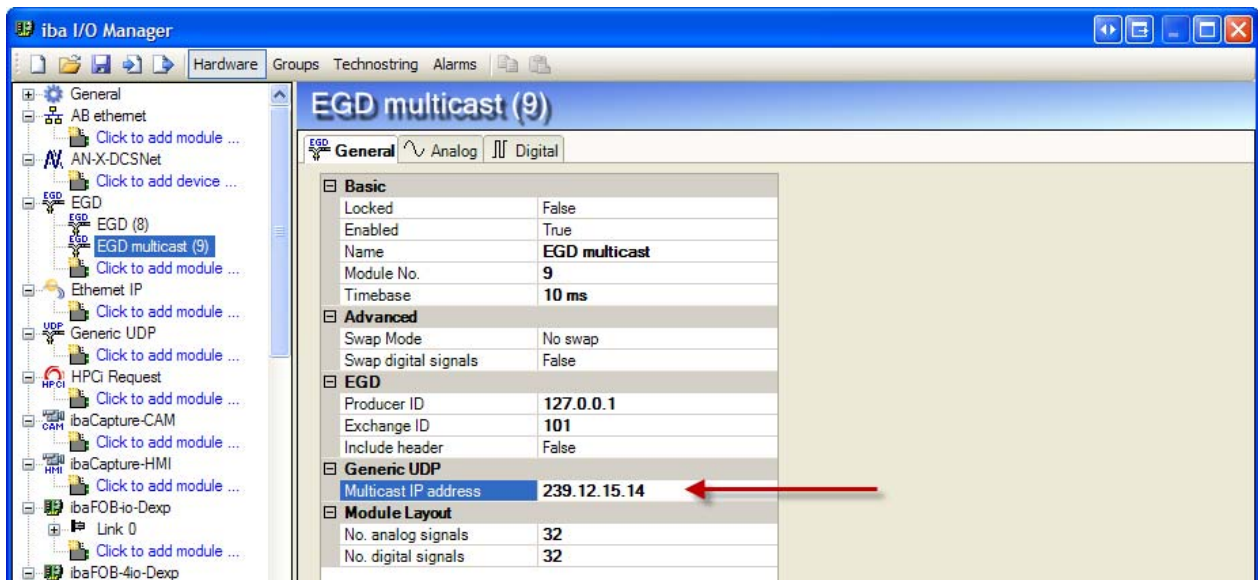 iba I/O Manager
Hardware Groups Technostring Alarms
General
AB ethernet
Click to add module ...
AN-X-DCSNet
Click to add device ...
EGD
EGD (8)
EGD multicast (9)
Click to add module ...
Ethernet IP
Click to add module ...
Generic UDP
Click to add module ...
HPCi Request
Click to add module ...
ibaCapture-CAM
Click to add module ...
ibaCapture-HMI
Click to add module ...
ibaFOB-io-Dexp
Link 0
Click to add module ...
ibaFOB-4io-Dexp
EGD multicast (9)
General Analog Digital
Basic
Locked False
Enabled True
Name EGD multicast
Module No. 9
Timebase 10 ms
Advanced
Swap Mode No swap
Swap digital signals False
EGD
Producer ID 127.0.0.1
Exchange ID 101
Include header False
Generic UDP
Multicast IP address 239.12.15.14
Module Layout
No. analog signals 32
No. digital signals 32